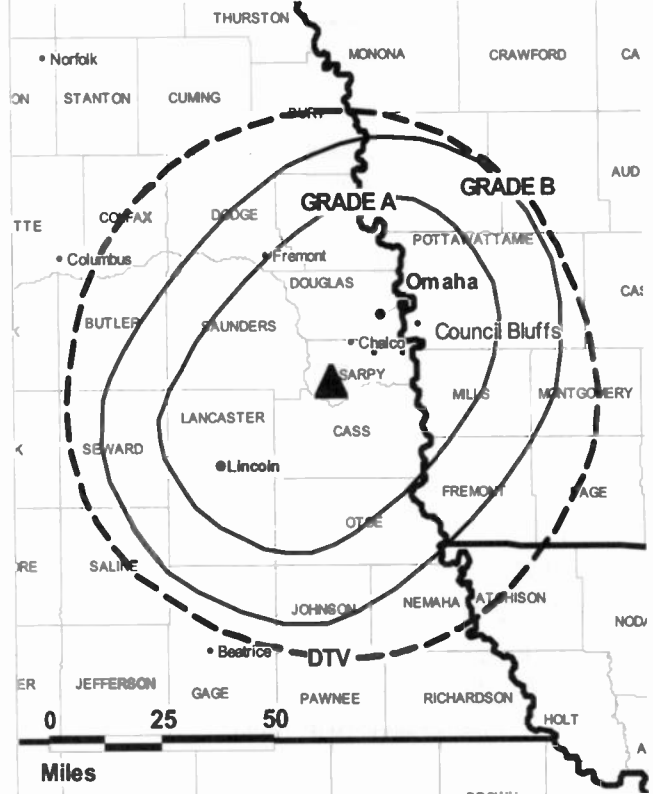 THURSTON
MONONA
CRAWFORD
CA
Norfolk
ON
STANTON
CUMING
BURT
AUD
GRADE B
GRADE A
TTE
COLFAX
DODGE
POTTAWATTAMIE
Columbus
Fremont
DOUGLAS
Omaha
CAS
BUTLER
SAUNDERS
Council Bluffs
Chalco
SARPY
MILLS
MONTGOMERY
LANCASTER
CASS
SEWARD
Lincoln
FREMONT
PAGE
OTOE
ORE
SALINE
JOHNSON
NEMAHA
ATCHISON
NODA
Beatrice
DTV
ER
JEFFERSON
GAGE
PAWNEE
RICHARDSON
HOLT
0 25 50
A
Miles